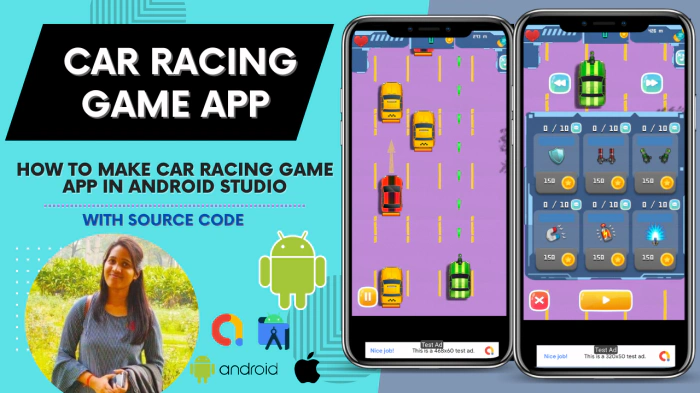 CAR RACING
GAME APP
HOW TO MAKE CAR RACING GAME
APP IN ANDROID STUDIO
WITH SOURCE CODE
android
Nice job!
Test Ad
This is a 468x60 test ad.
0 / 10
0 / 10
0 / 10
150
150
150
0 / 10
0 / 10
0 / 10
150
150
150
Nice job!
Test Ad
This is a 320x50 test ad.